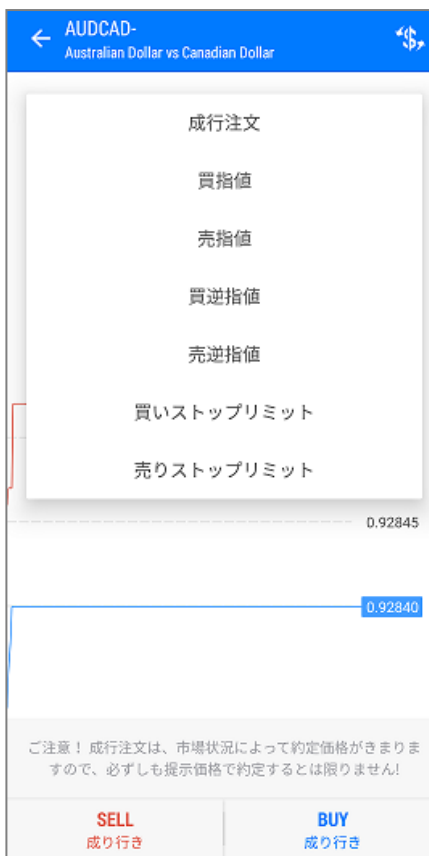 AUDCAD-
Australian Dollar vs Canadian Dollar
成行注文
買指値
売指値
買逆指値
売逆指値
買いストップリミット
売りストップリミット
0.92845
0.92840
ご注意！ 成行注文は、市場状況によって約定価格がきまりま
すので、必ずしも提示価格で約定するとは限りません!
SELL
成り行き
BUY
成り行き